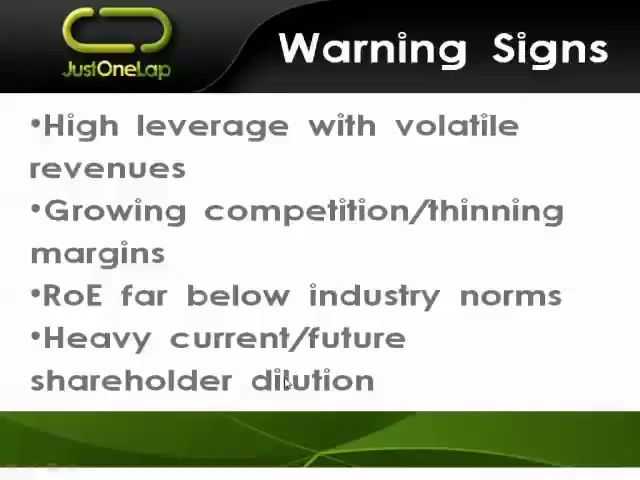 JustOneLap
Warning Signs
•High leverage with volatile
revenues
•Growing competition/thinning
margins
•RoE far below industry norms
•Heavy current/future
shareholder dilution